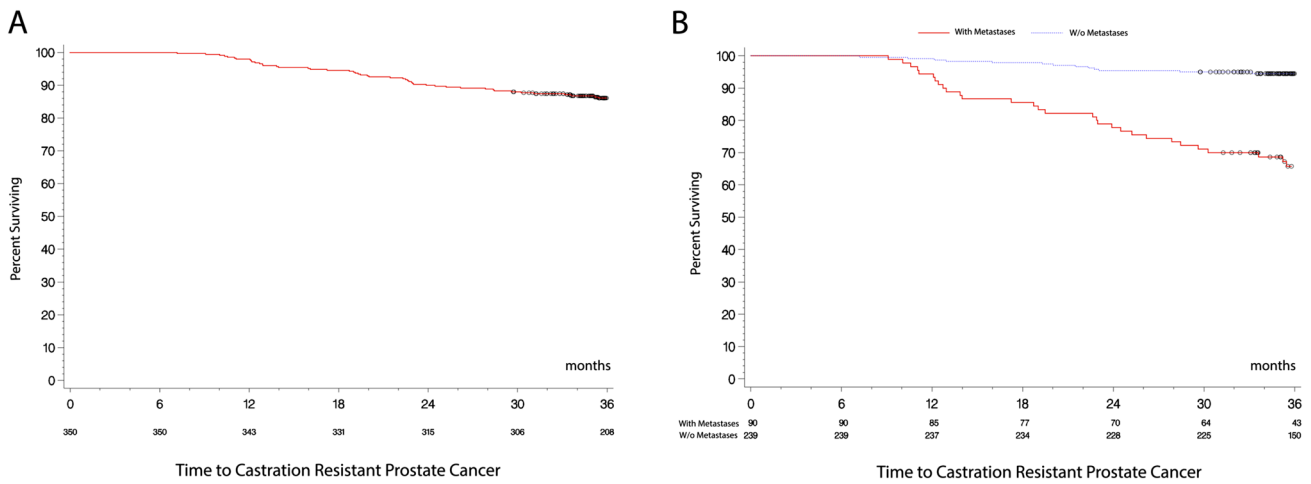 A
Percent Surviving
100
90
80
70
60
50
40
30
20
10
0
months
0 6 12 18 24 30 36
350 350 343 331 315 306 208
Time to Castration Resistant Prostate Cancer
B
With Metastases W/o Metastases
Percent Surviving
100
90
80
70
60
50
40
30
20
10
0
months
0 6 12 18 24 30 36
With Metastases 90 90 85 77 70 64 43
W/o Metastases 239 239 237 234 228 225 150
Time to Castration Resistant Prostate Cancer